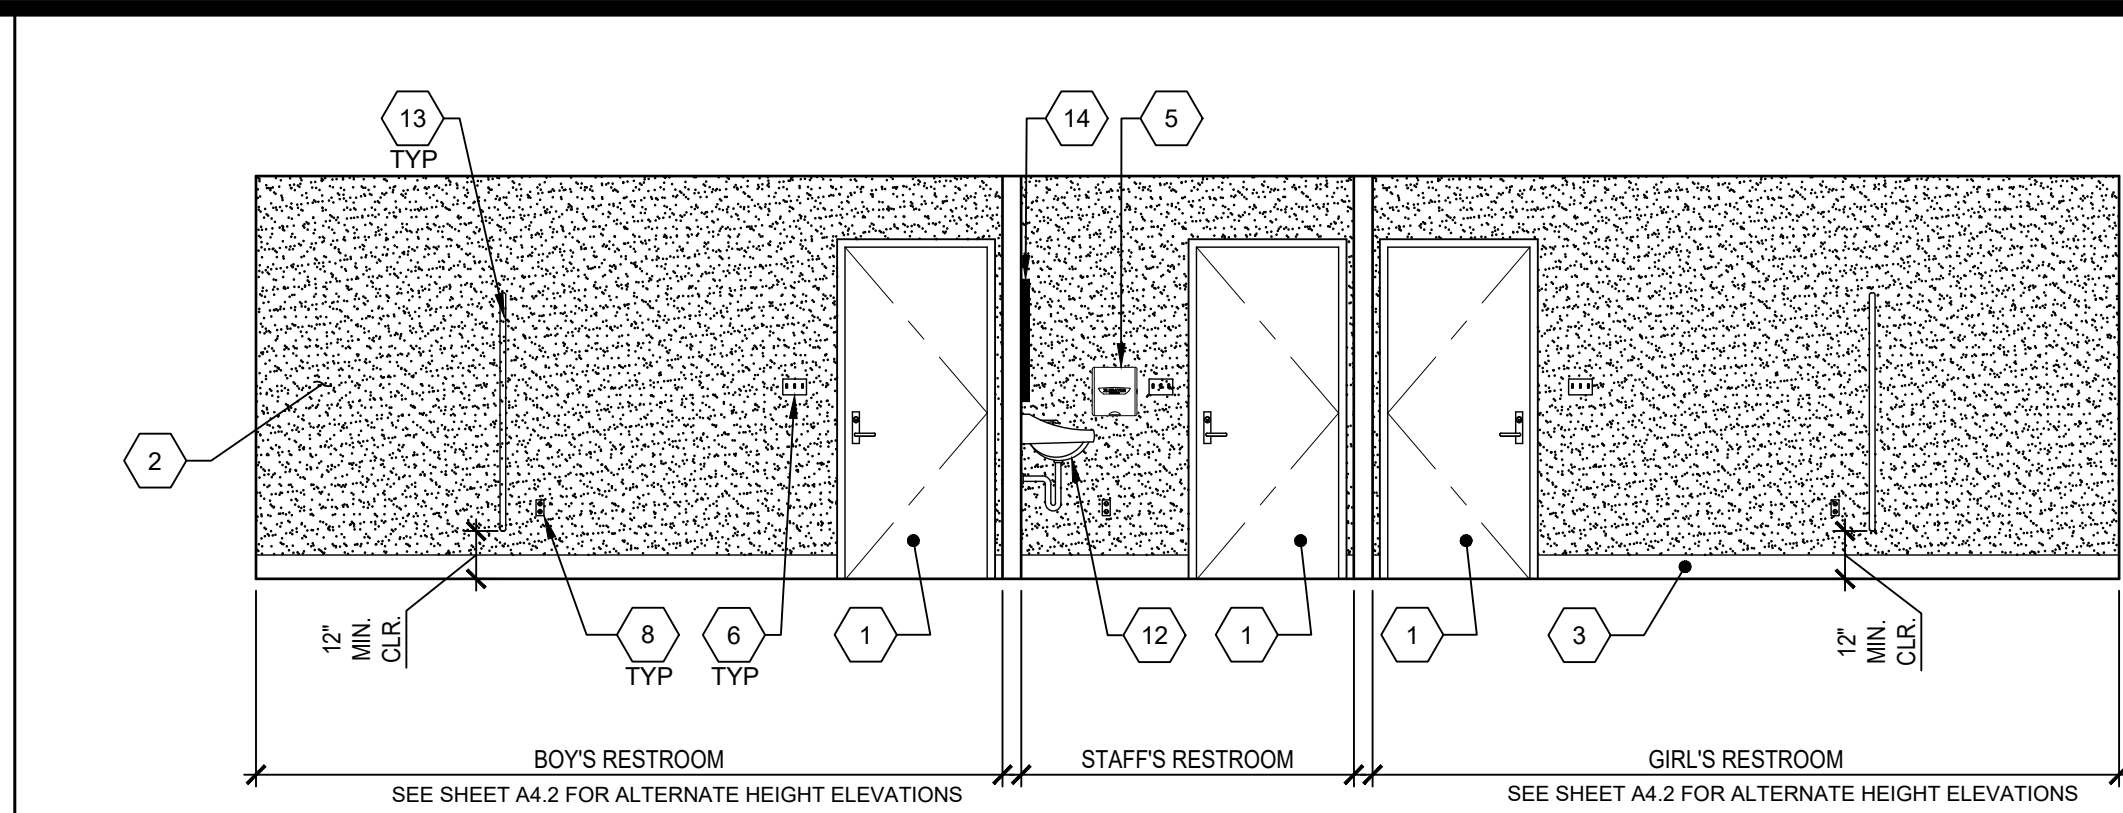 13
TYP
14
5
2
12"
MIN.
CLR.
8
TYP
6
TYP
1
12
1
1
3
12"
MIN.
CLR.
BOY'S RESTROOM
STAFF'S RESTROOM
GIRL'S RESTROOM
SEE SHEET A4.2 FOR ALTERNATE HEIGHT ELEVATIONS
SEE SHEET A4.2 FOR ALTERNATE HEIGHT ELEVATIONS